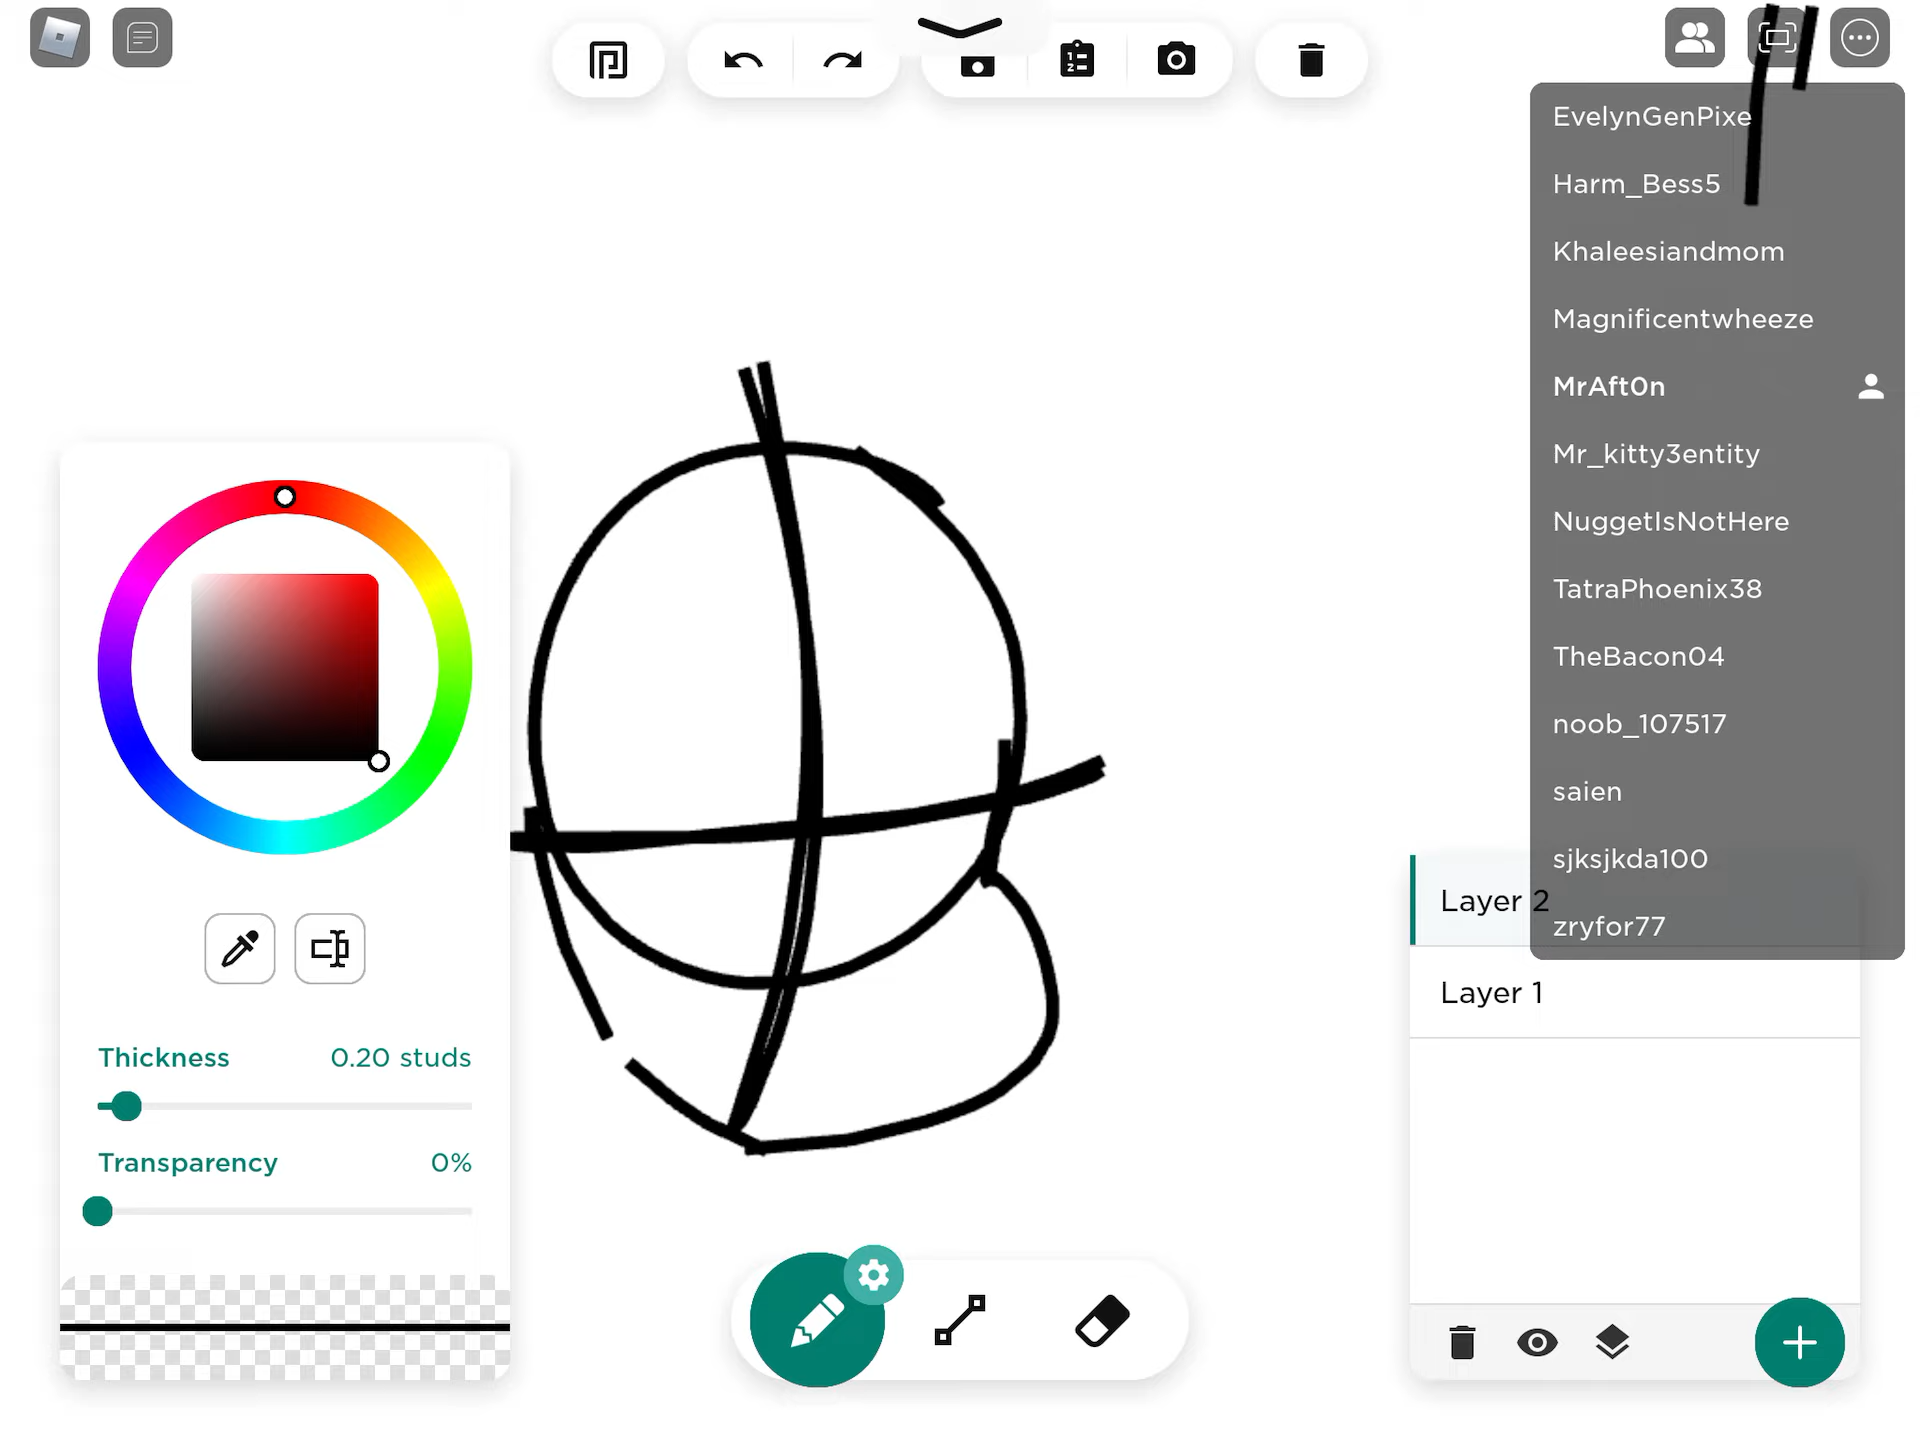 EvelynGenPixe
Harm_Bess5
Khaleesiandmom
Magnificentwheeze
MrAft0n
Mr_kitty3entity
NuggetIsNotHere
TatraPhoenix38
TheBacon04
noob_107517
saien
sjksjkda100
zryfor77
Layer 2
Layer 1
Thickness 0.20 studs
Transparency 0%